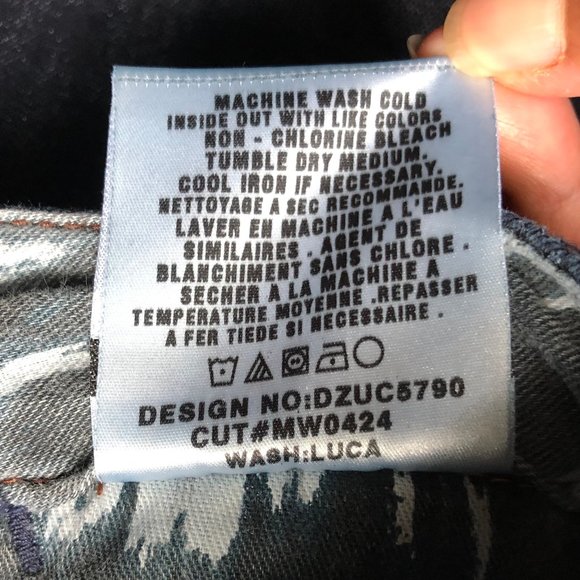 MACHINE WASH COLD
INSIDE OUT WITH LIKE COLORS
NON - CHLORINE BLEACH
TUMBLE DRY MEDIUM.
COOL IRON IF NECESSARY.
NETTOYAGE A SEC RECOMMANDE.
LAVER EN MACHINE A L'EAU
SIMILAIRES . AGENT DE
BLANCHIMENT SANS CHLORE .
SECHER A LA MACHINE A
TEMPERATURE MOYENNE .REPASSER
A FER TIEDE SI NECESSAIRE .
DESIGN NO:DZUC5790
CUT#MW0424
WASH:LUCA